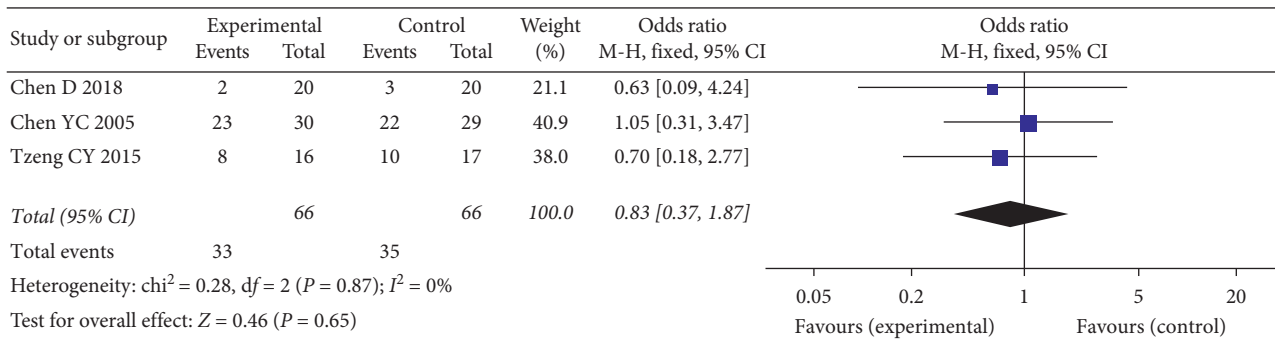 Study or subgroup Experimental Control Weight Odds ratio Odds ratio
Events Total Events Total (%) M-H, fixed, 95% CI M-H, fixed, 95% CI
Chen D 2018 2 20 3 20 21.1 0.63 [0.09, 4.24]
Chen YC 2005 23 30 22 29 40.9 1.05 [0.31, 3.47]
Tzeng CY 2015 8 16 10 17 38.0 0.70 [0.18, 2.77]
Total (95% CI) 66 66 100.0 0.83 [0.37, 1.87]
Total events 33 35
Heterogeneity: chi² = 0.28, df = 2 (P = 0.87); I² = 0%
Test for overall effect: Z = 0.46 (P = 0.65)
0.05 0.2 1 5 20
Favours (experimental) Favours (control)